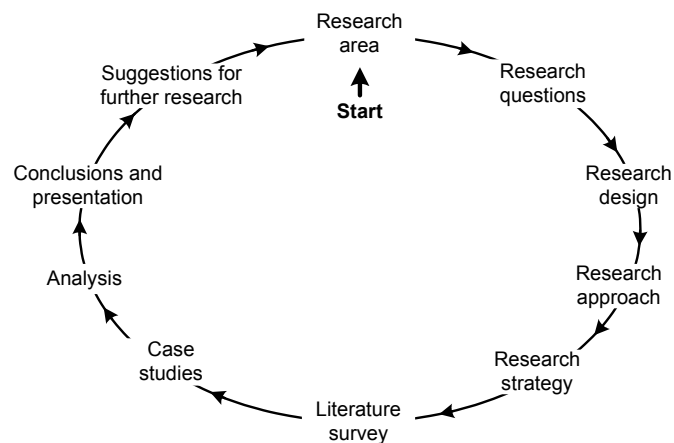 Research
area
Start
Research
questions
Research
design
Research
approach
Research
strategy
Literature
survey
Case
studies
Analysis
Conclusions and
presentation
Suggestions for
further research